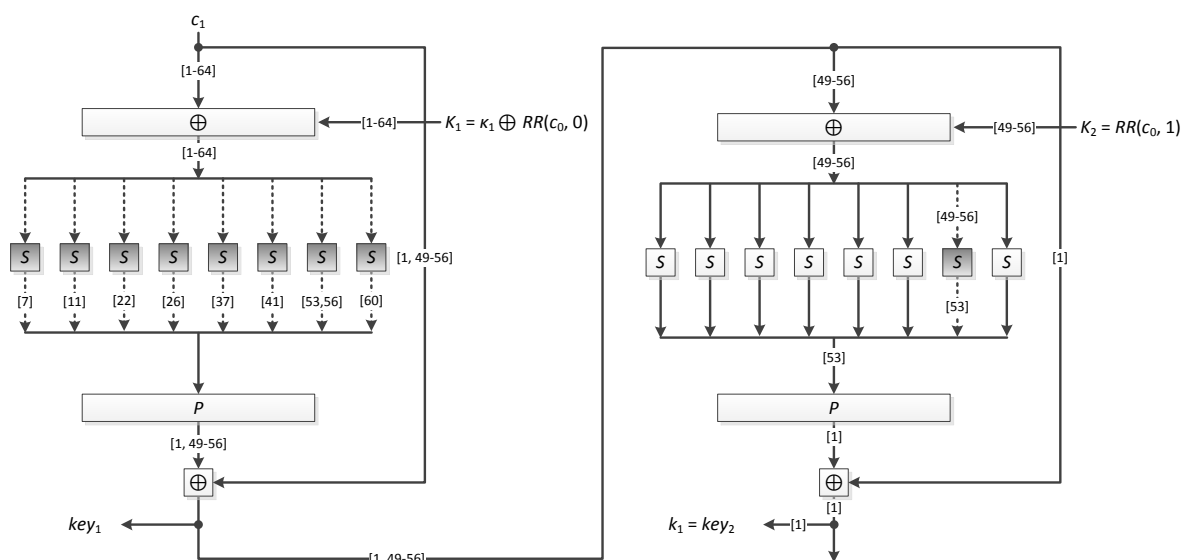 c1
[1-64]
[49-56]
⊕
[1-64]
K1 = κ1 ⊕ RR(c0, 0)
⊕
[49-56]
K2 = RR(c0, 1)
[1-64]
[49-56]
[49-56]
S S S S S S S S
[1, 49-56]
S S S S S S S S
[1]
[7] [11] [22] [26] [37] [41] [53,56] [60]
[53]
[53]
P
P
[1, 49-56]
[1]
⊕
⊕
[1]
key1
k1 = key2
[1]
[1, 49-56]